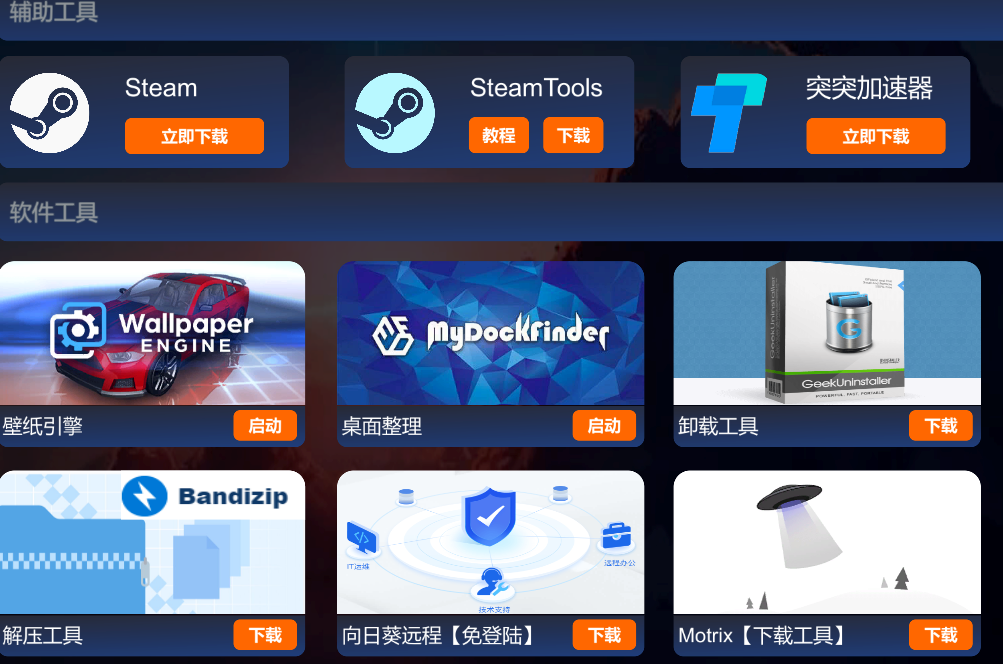 辅助工具
Steam
立即下载
SteamTools
教程
下载
突突加速器
立即下载
软件工具
Wallpaper
ENGINE
壁纸引擎
启动
MyDockFinder
桌面整理
启动
GeekUninstaller
GeekUninstaller
POWERFUL, FAST, PORTABLE
卸载工具
下载
Bandizip
解压工具
下载
IT运维
远程办公
技术支持
向日葵远程【免登陆】
下载
Motrix【下载工具】
下载